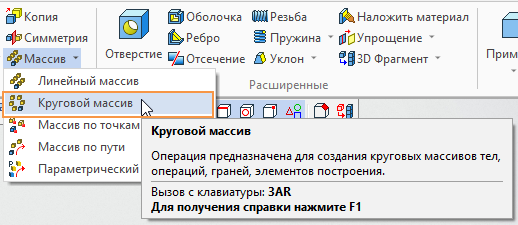 Копия
Симметрия
Массив
Отверстие
Оболочка
Ребро
Отсечение
Резьба
Пружина
Уклон
Наложить материал
Упрощение
3D Фрагмент
Расширенные
Линейный массив
Круговой массив
Массив по точкам
Массив по пути
Параметрический
Круговой массив
Операция предназначена для создания круговых массивов тел,
операций, граней, элементов построения.
Вызов с клавиатуры: 3AR
Для получения справки нажмите F1